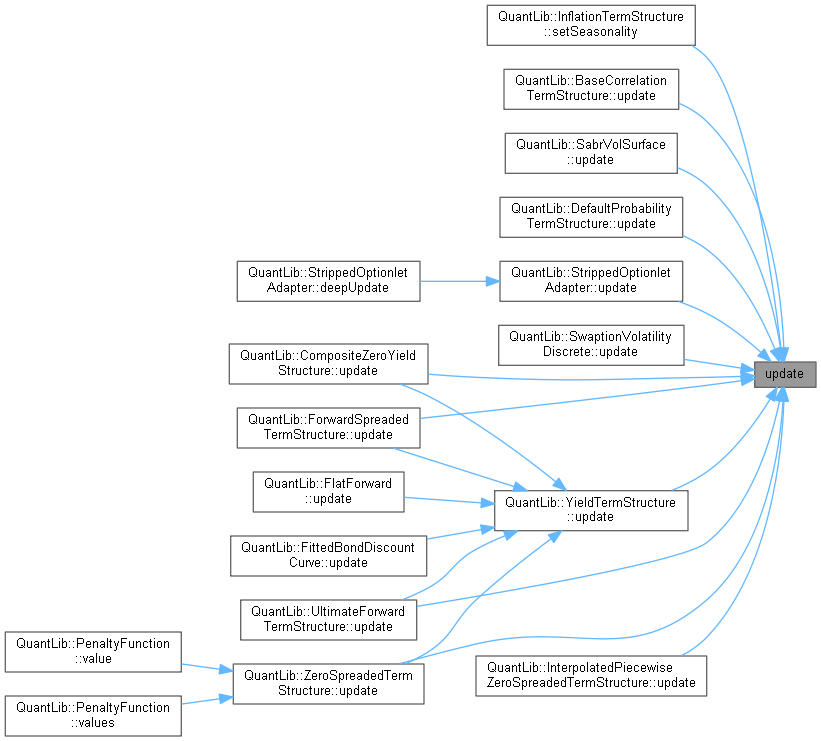 QuantLib::InflationTermStructure
::setSeasonality
QuantLib::BaseCorrelation
TermStructure::update
QuantLib::SabrVolSurface
::update
QuantLib::DefaultProbability
TermStructure::update
QuantLib::StrippedOptionlet
Adapter::deepUpdate
QuantLib::StrippedOptionlet
Adapter::update
QuantLib::SwaptionVolatility
Discrete::update
QuantLib::CompositeZeroYield
Structure::update
update
QuantLib::ForwardSpreaded
TermStructure::update
QuantLib::FlatForward
::update
QuantLib::YieldTermStructure
::update
QuantLib::FittedBondDiscount
Curve::update
QuantLib::UltimateForward
TermStructure::update
QuantLib::PenaltyFunction
::value
QuantLib::ZeroSpreadedTerm
Structure::update
QuantLib::InterpolatedPiecewise
ZeroSpreadedTermStructure::update
QuantLib::PenaltyFunction
::values